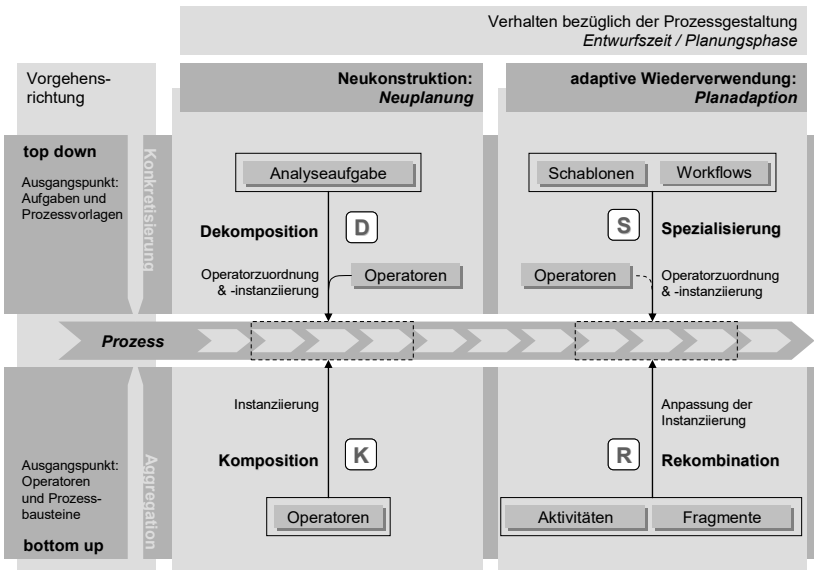 Verhalten bezüglich der Prozessgestaltung
Entwurfszeit / Planungsphase
Vorgehens-
richtung
Neukonstruktion:
Neuplanung
adaptive Wiederverwendung:
Planadaption
top down
Ausgangspunkt:
Aufgaben und
Prozessvorlagen
Konkretisierung
Analyseaufgabe
Dekomposition
D
Operatorzuordnung
& -instanziierung
Operatoren
Schablonen
Workflows
S
Spezialisierung
Operatoren
Operatorzuordnung
& -instanziierung
Prozess
Ausgangspunkt:
Operatoren
und Prozess-
bausteine
bottom up
Aggregation
Instanziierung
Komposition
K
Operatoren
Anpassung der
Instanziierung
R
Rekombination
Aktivitäten
Fragmente